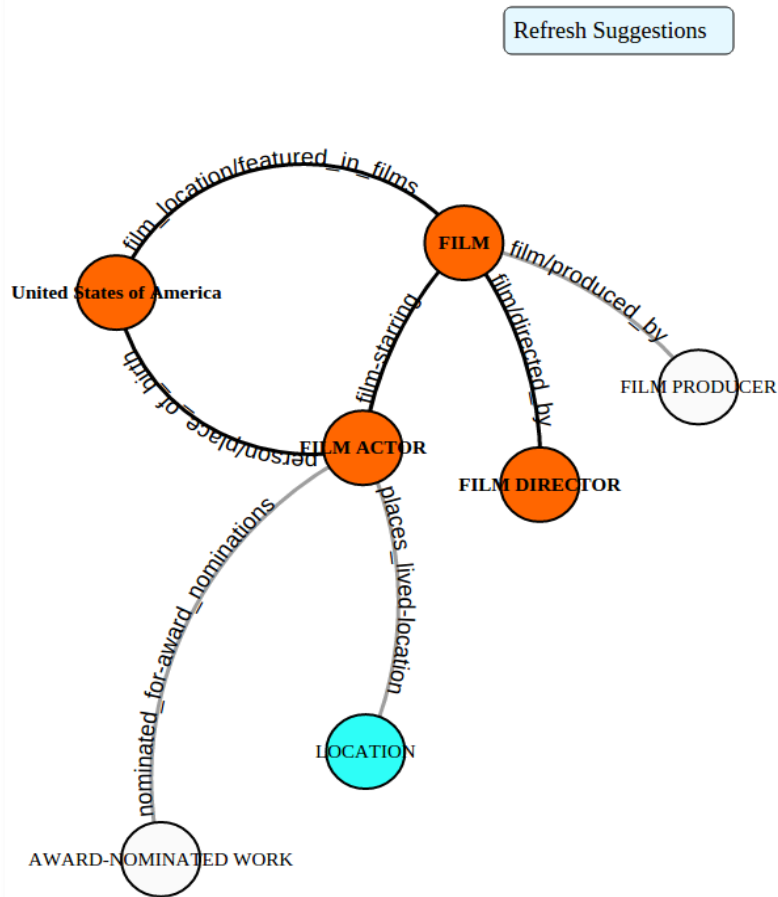 Refresh Suggestions
film_location/featured_in_films
FILM
film/produced_by
United States of America
film-starring
film/directed_by
person/place_of_birth
FILM PRODUCER
FILM ACTOR
FILM DIRECTOR
nominated_for-award_nominations
places_lived-location
LOCATION
AWARD-NOMINATED WORK